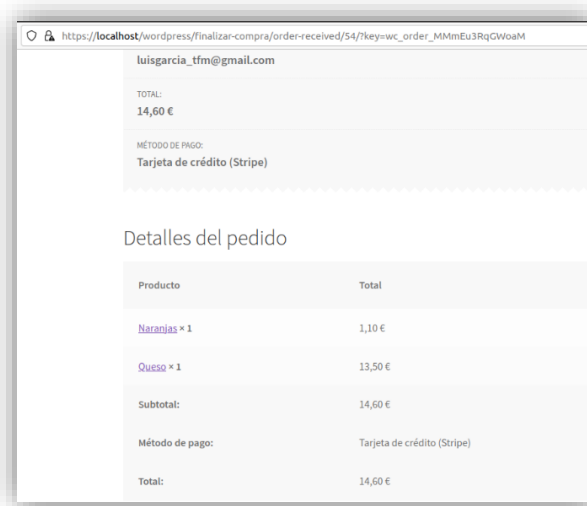 https://localhost/wordpress/finalizar-compra/order-received/54/?key=wc_order_MMmEu3RqGWoaM
luisgarcia_tfm@gmail.com
TOTAL:
14,60 €
MÉTODO DE PAGO:
Tarjeta de crédito (Stripe)
Detalles del pedido
Producto Total
Naranjas × 1 1,10 €
Queso × 1 13,50 €
Subtotal: 14,60 €
Método de pago: Tarjeta de crédito (Stripe)
Total: 14,60 €